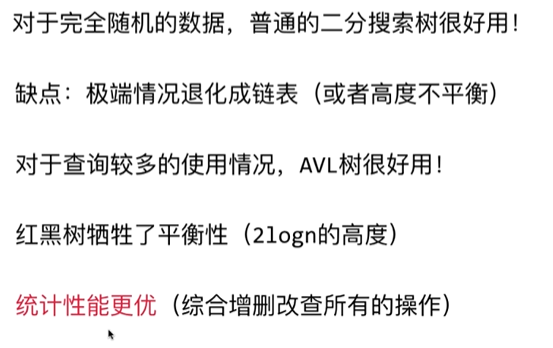 对于完全随机的数据，普通的二分搜索树很好用！
缺点：极端情况退化成链表（或者高度不平衡）
对于查询较多的使用情况，AVL树很好用！
红黑树牺牲了平衡性（2logn的高度）
统计性能更优（综合增删改查所有的操作）